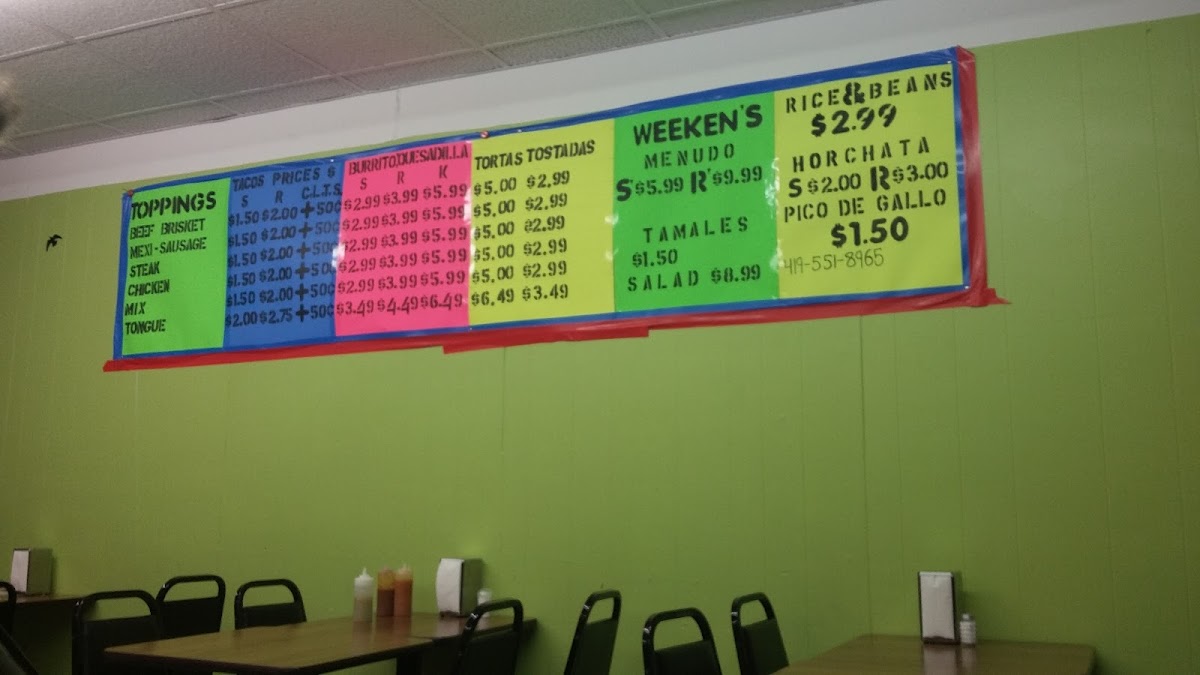 TOPPINGS
BEEF BRISKET
MEXI-SAUSAGE
STEAK
CHICKEN
MIX
TONGUE
TACOS PRICES $
S R C.L.T.S.
$1.50 $2.00 +50¢
$1.50 $2.00 +50¢
$1.50 $2.00 +50¢
$1.50 $2.00 +50¢
$1.50 $2.00 +50¢
$2.00 $2.75 +50¢
BURRITO.QUESADILLA
S R K
$2.99 $3.99 $5.99
$2.99 $3.99 $5.99
$2.99 $3.99 $5.99
$2.99 $3.99 $5.99
$2.99 $3.99 $5.99
$3.49 $4.49 $6.49
TORTAS TOSTADAS
$5.00 $2.99
$5.00 $2.99
$5.00 $2.99
$5.00 $2.99
$5.00 $2.99
$6.49 $3.49
WEEKEN'S
MENUDO
S $5.99 R $9.99
TAMALES
$1.50
SALAD $8.99
RICE & BEANS
$2.99
HORCHATA
S $2.00 R $3.00
PICO DE GALLO
$1.50
419-551-8965